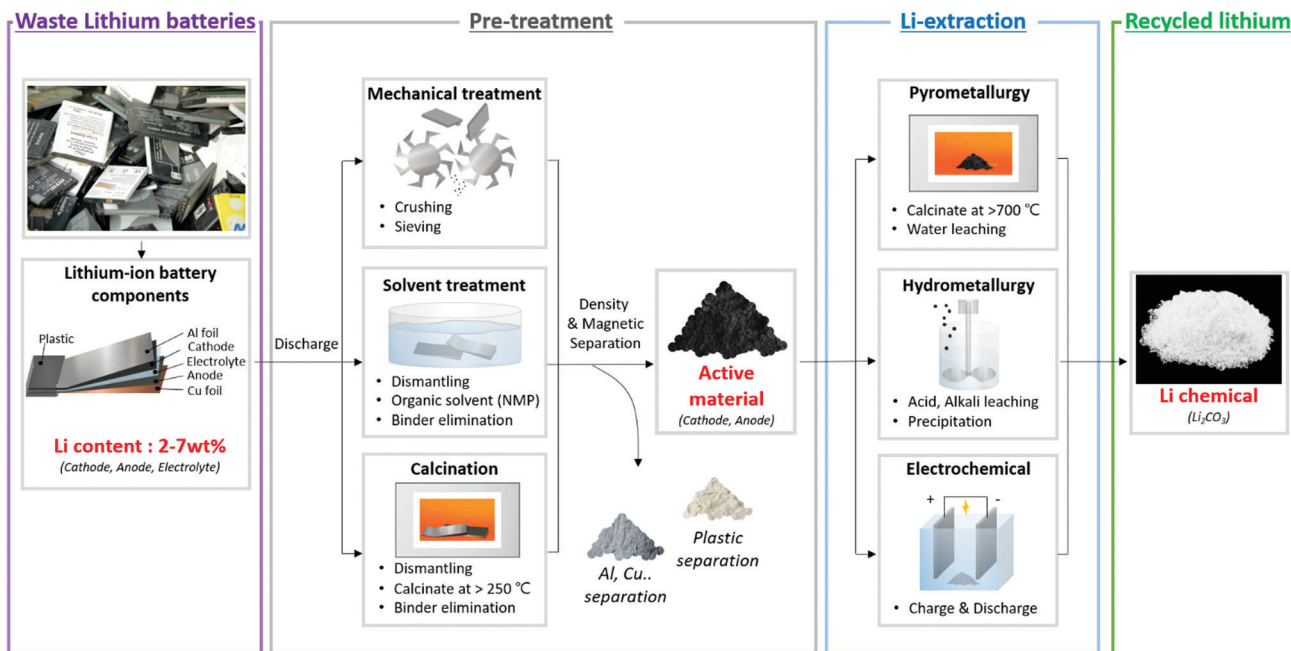 Waste Lithium batteries
Pre-treatment
Li-extraction
Recycled lithium
Lithium-ion battery
components
Plastic
Al foil
Cathode
Electrolyte
Anode
Cu foil
Li content : 2-7wt%
(Cathode, Anode, Electrolyte)
Discharge
Mechanical treatment
• Crushing
• Sieving
Solvent treatment
• Dismantling
• Organic solvent (NMP)
• Binder elimination
Calcination
• Dismantling
• Calcinate at > 250 ℃
• Binder elimination
Density
& Magnetic
Separation
Active
material
(Cathode, Anode)
Plastic
separation
Al, Cu..
separation
Pyrometallurgy
• Calcinate at >700 ℃
• Water leaching
Hydrometallurgy
• Acid, Alkali leaching
• Precipitation
Electrochemical
+ -
• Charge & Discharge
Li chemical
(Li₂CO₃)